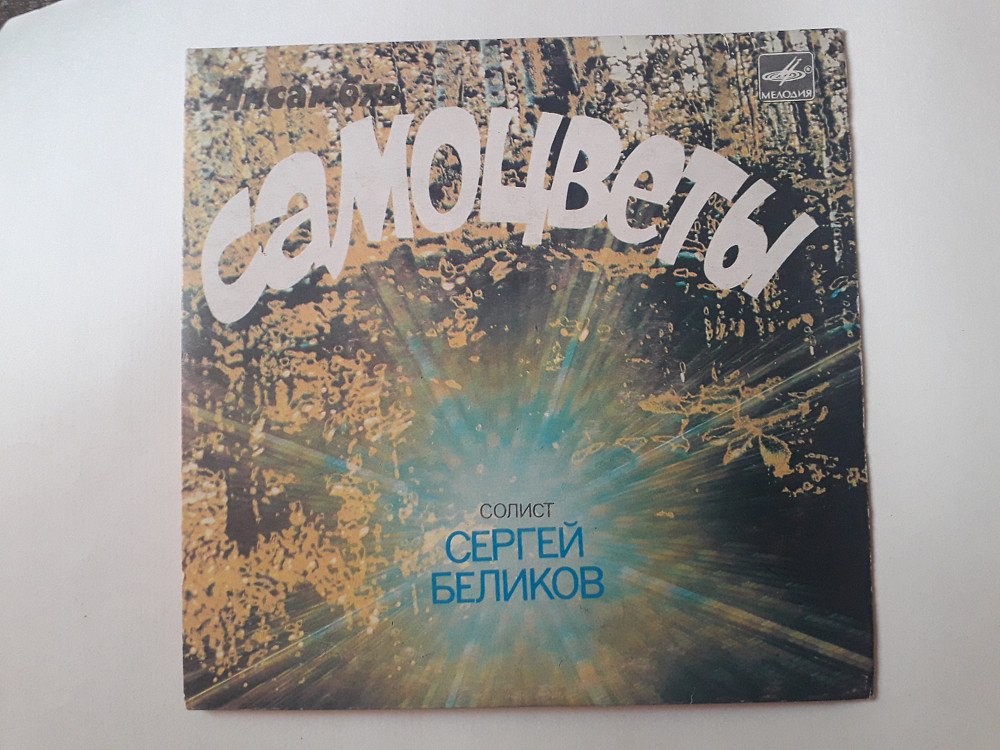 Ансамбль
МЕЛОДИЯ
самоцветы
СОЛИСТ
СЕРГЕЙ
БЕЛИКОВ